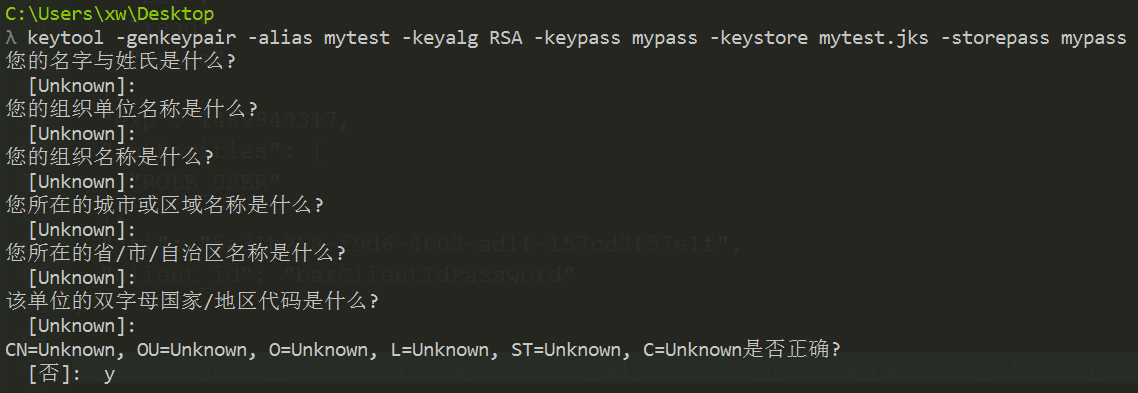 C:\Users\xw\Desktop
λ keytool -genkeypair -alias mytest -keyalg RSA -keypass mypass -keystore mytest.jks -storepass mypass
您的名字与姓氏是什么?
[Unknown]:
您的组织单位名称是什么?
[Unknown]:
您的组织名称是什么?
[Unknown]:
您所在的城市或区域名称是什么?
[Unknown]:
您所在的省/市/自治区名称是什么?
[Unknown]:
该单位的双字母国家/地区代码是什么?
[Unknown]:
CN=Unknown, OU=Unknown, O=Unknown, L=Unknown, ST=Unknown, C=Unknown是否正确?
[否]: y